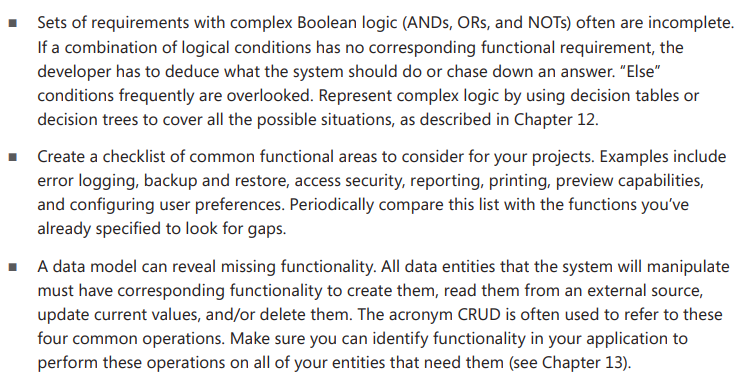 ▪ Sets of requirements with complex Boolean logic (ANDs, ORs, and NOTs) often are incomplete.
If a combination of logical conditions has no corresponding functional requirement, the
developer has to deduce what the system should do or chase down an answer. “Else”
conditions frequently are overlooked. Represent complex logic by using decision tables or
decision trees to cover all the possible situations, as described in Chapter 12.
▪ Create a checklist of common functional areas to consider for your projects. Examples include
error logging, backup and restore, access security, reporting, printing, preview capabilities,
and configuring user preferences. Periodically compare this list with the functions you’ve
already specified to look for gaps.
▪ A data model can reveal missing functionality. All data entities that the system will manipulate
must have corresponding functionality to create them, read them from an external source,
update current values, and/or delete them. The acronym CRUD is often used to refer to these
four common operations. Make sure you can identify functionality in your application to
perform these operations on all of your entities that need them (see Chapter 13).